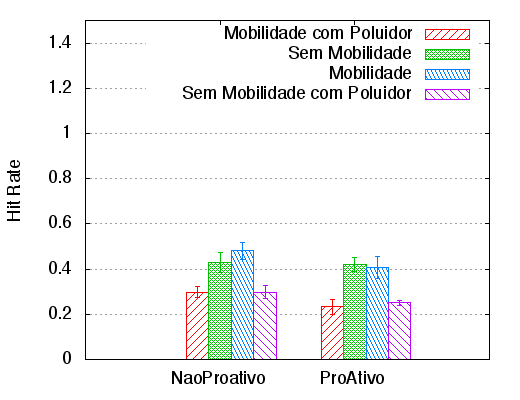 Mobilidade com Poluidor
Sem Mobilidade
Mobilidade
Sem Mobilidade com Poluidor
1.4
1.2
1
0.8
0.6
0.4
0.2
0
Hit Rate
NaoProativo ProAtivo